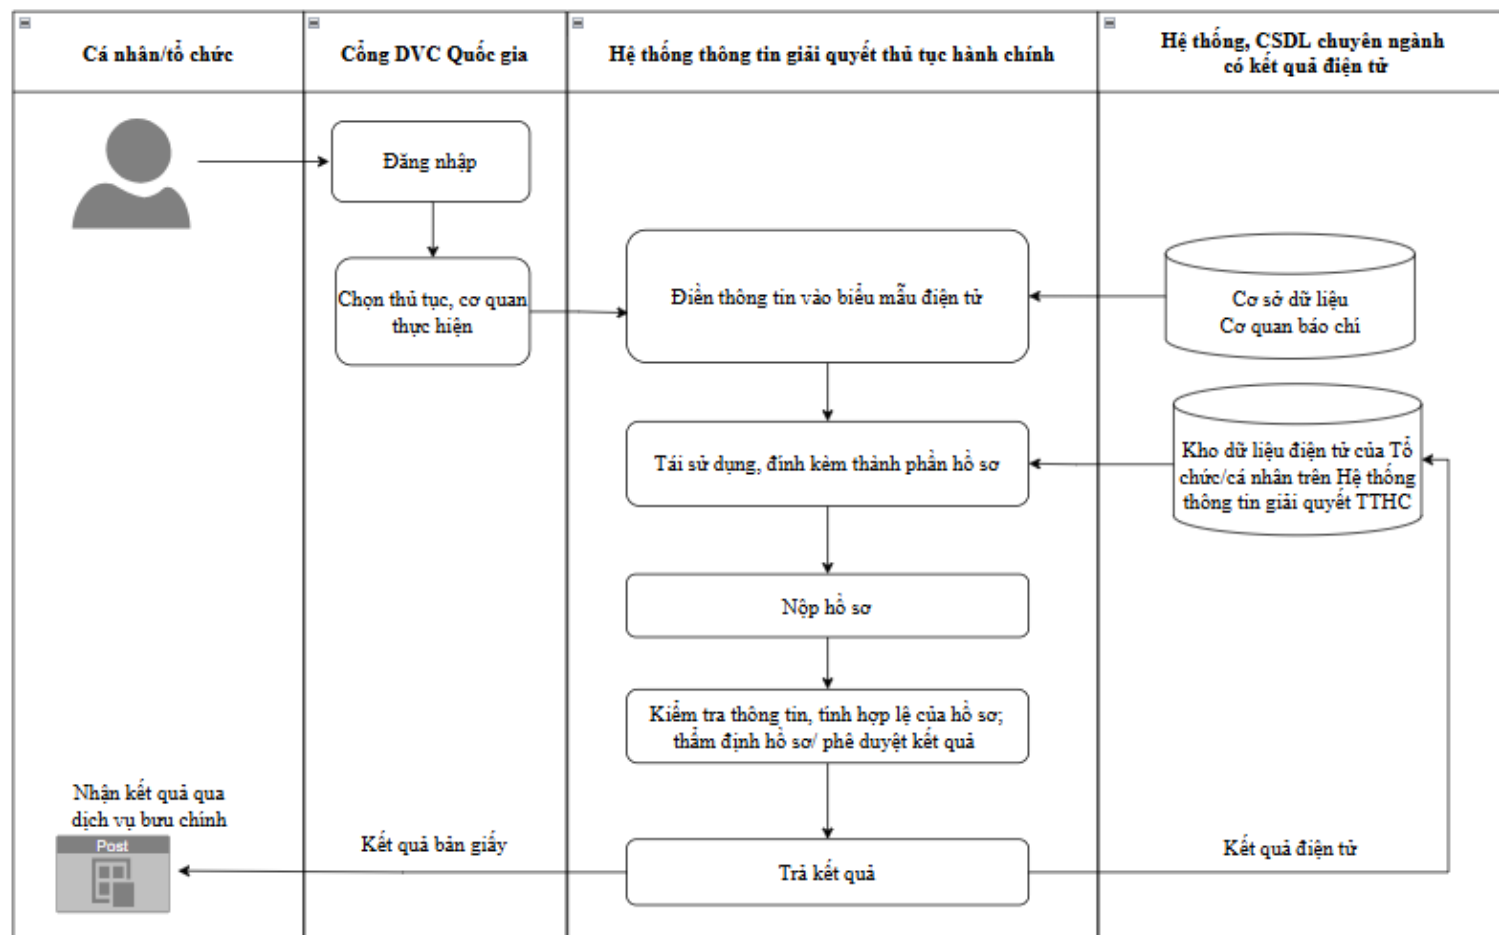 Cá nhân/tổ chức
Cổng DVC Quốc gia
Hệ thống thông tin giải quyết thủ tục hành chính
Hệ thống, CSDL chuyên ngành
có kết quả điện tử
Đăng nhập
Chọn thủ tục, cơ quan
thực hiện
Điền thông tin vào biểu mẫu điện tử
Cơ sở dữ liệu
Cơ quan báo chí
Tái sử dụng, đính kèm thành phần hồ sơ
Kho dữ liệu điện tử của Tổ
chức/cá nhân trên Hệ thống
thông tin giải quyết TTHC
Nộp hồ sơ
Kiểm tra thông tin, tính hợp lệ của hồ sơ;
thẩm định hồ sơ/ phê duyệt kết quả
Nhận kết quả qua
dịch vụ bưu chính
Post
Kết quả bản giấy
Trả kết quả
Kết quả điện tử